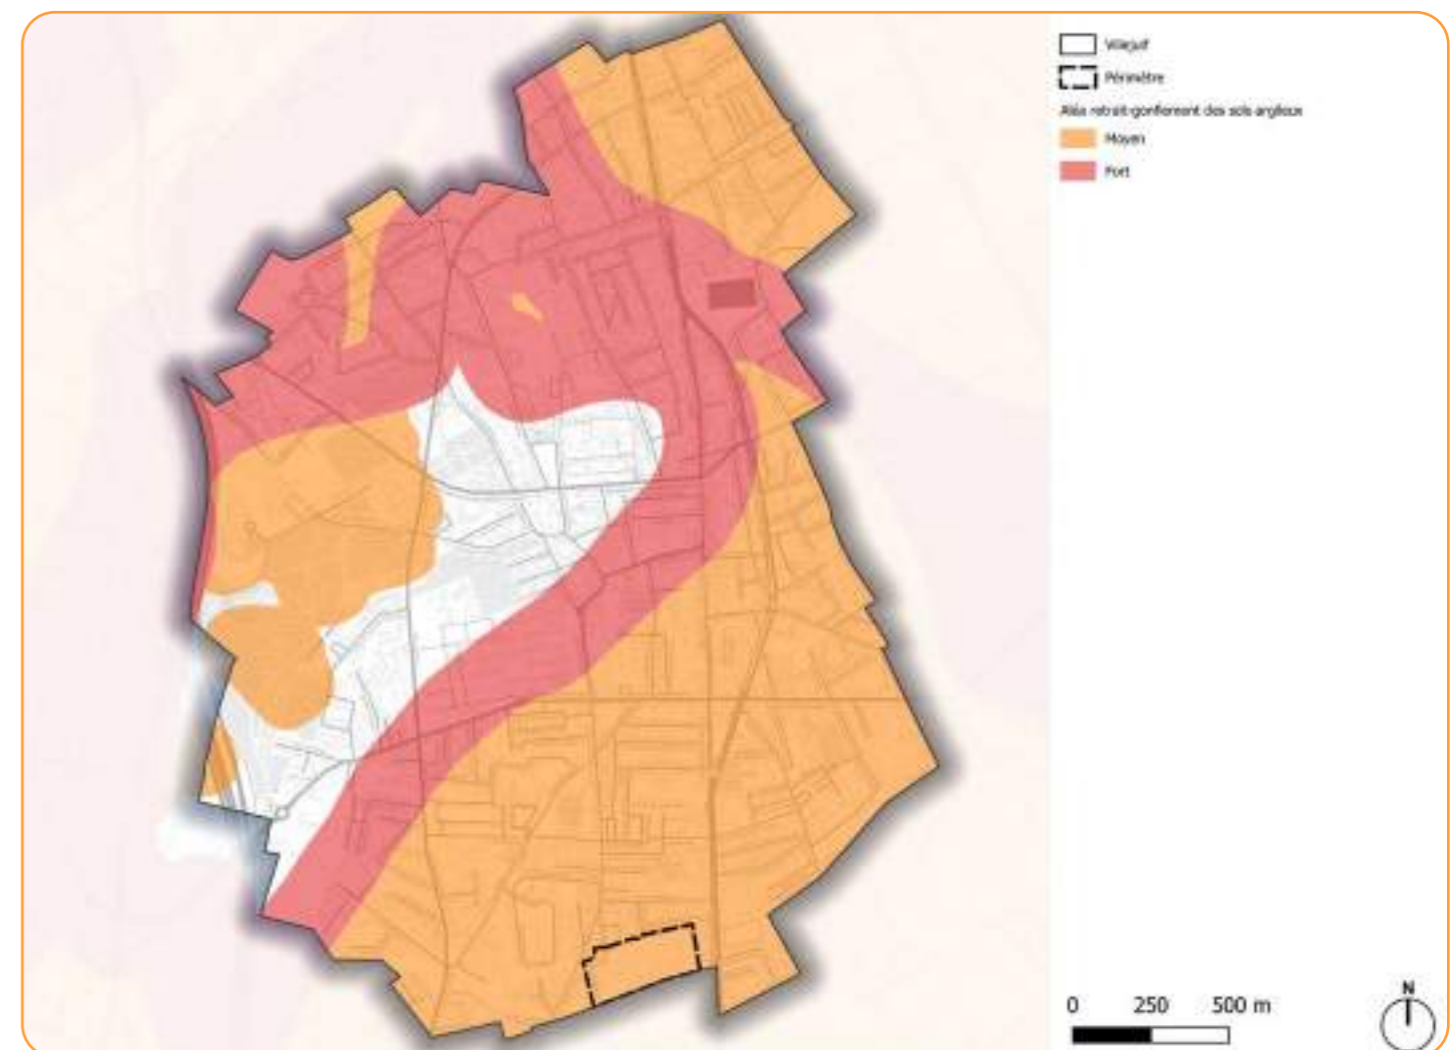 Villejuif
Périmètre
Aléa retrait-gonflement des sols argileux
Moyen
Fort
0 250 500 m
N